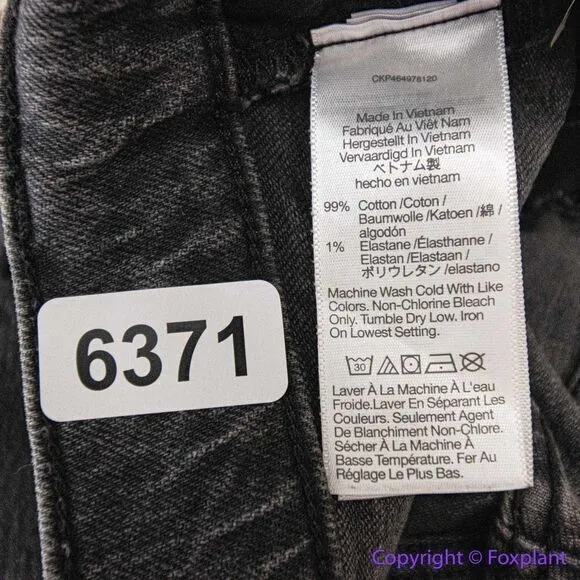 CKP464978120
Made In Vietnam
Fabriqué Au Viêt Nam
Hergestellt In Vietnam
Vervaardigd In Vietnam
ベトナム製
hecho en vietnam
99% Cotton /Coton /
Baumwolle /Katoen /綿 /
algodón
1% Elastane /Élasthanne /
Elastan /Elastaan /
ポリウレタン /elastano
Machine Wash Cold With Like
Colors. Non-Chlorine Bleach
Only. Tumble Dry Low. Iron
On Lowest Setting.
30
Laver À La Machine À L'eau
Froide.Laver En Séparant Les
Couleurs. Seulement Agent
De Blanchiment Non-Chlore.
Sécher À La Machine À
Basse Température. Fer Au
Réglage Le Plus Bas.
6371
Copyright © Foxplant